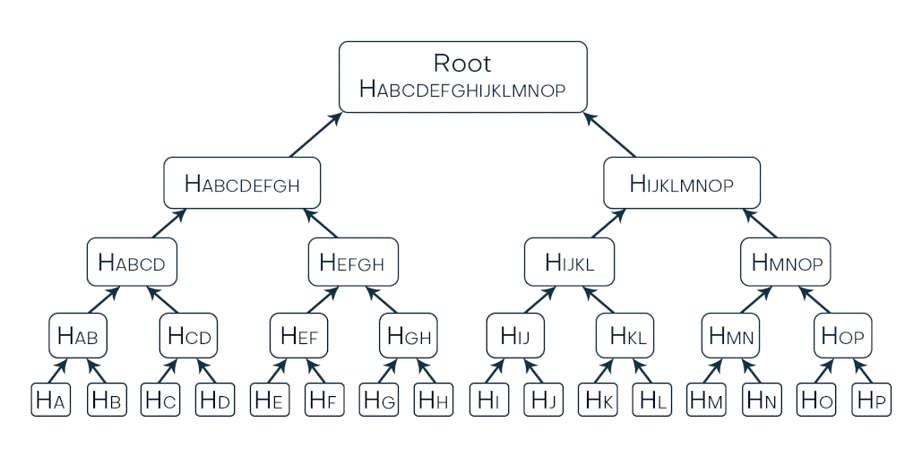 Root
HABCDEFGHIJKLMNOP
HABCDEFGH HIJKLMNOP
HABCD HEFGH HIJKL HMNOP
HAB HCD HEF HGH HIJ HKL HMN HOP
HA HB HC HD HE HF HG HH HI HJ HK HL HM HN HO HP